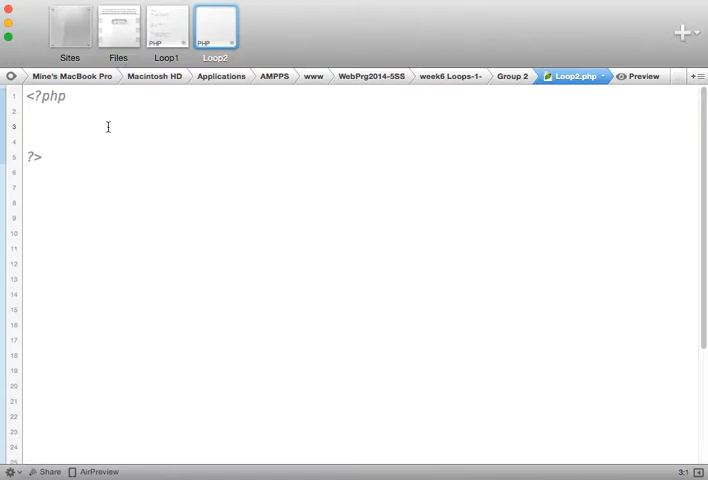 PHP
PHP
Sites
Files
Loop1
Loop2
Mine's MacBook Pro
Macintosh HD
Applications
AMPPS
www
WebPrg2014-5SS
week6 Loops-1-
Group 2
Loop2.php
Preview
1 <?php
2
3
4
5 ?>
6
7
8
9
10
11
12
13
14
15
16
17
18
19
20
21
22
23
24
25
Share
AirPreview
3:1